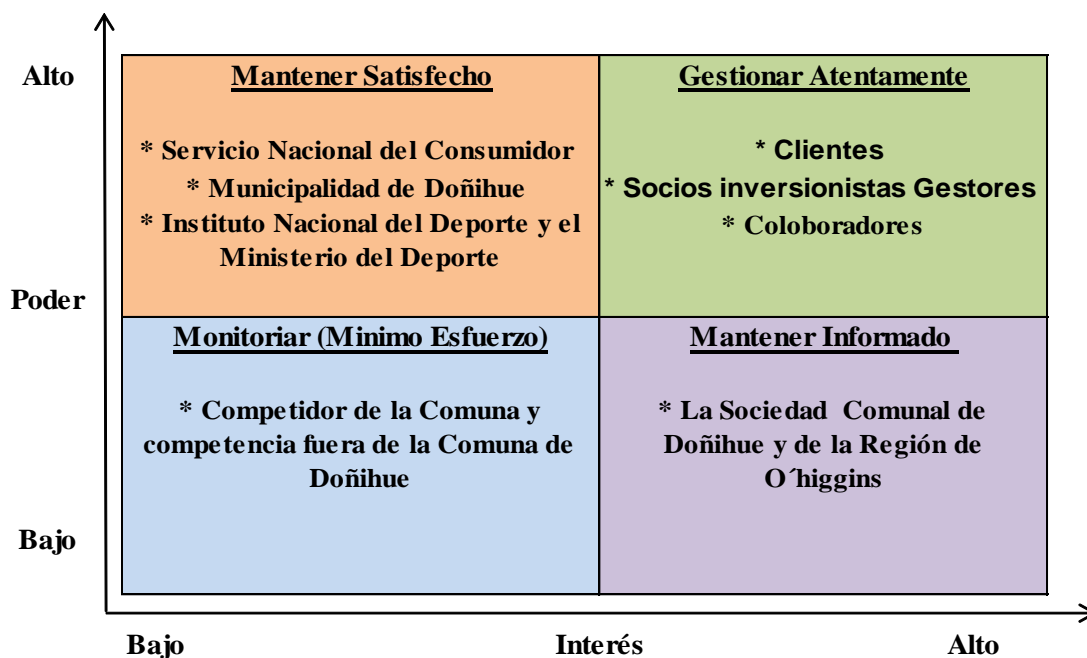 Alto
Mantener Satisfecho
* Servicio Nacional del Consumidor
* Municipalidad de Doñihue
* Instituto Nacional del Deporte y el
Ministerio del Deporte
Gestionar Atentamente
* Clientes
* Socios inversionistas Gestores
* Coloboradores
Poder
Monitoriar (Minimo Esfuerzo)
* Competidor de la Comuna y
competencia fuera de la Comuna de
Doñihue
Mantener Informado
* La Sociedad Comunal de
Doñihue y de la Región de
O´higgins
Bajo
Bajo
Interés
Alto